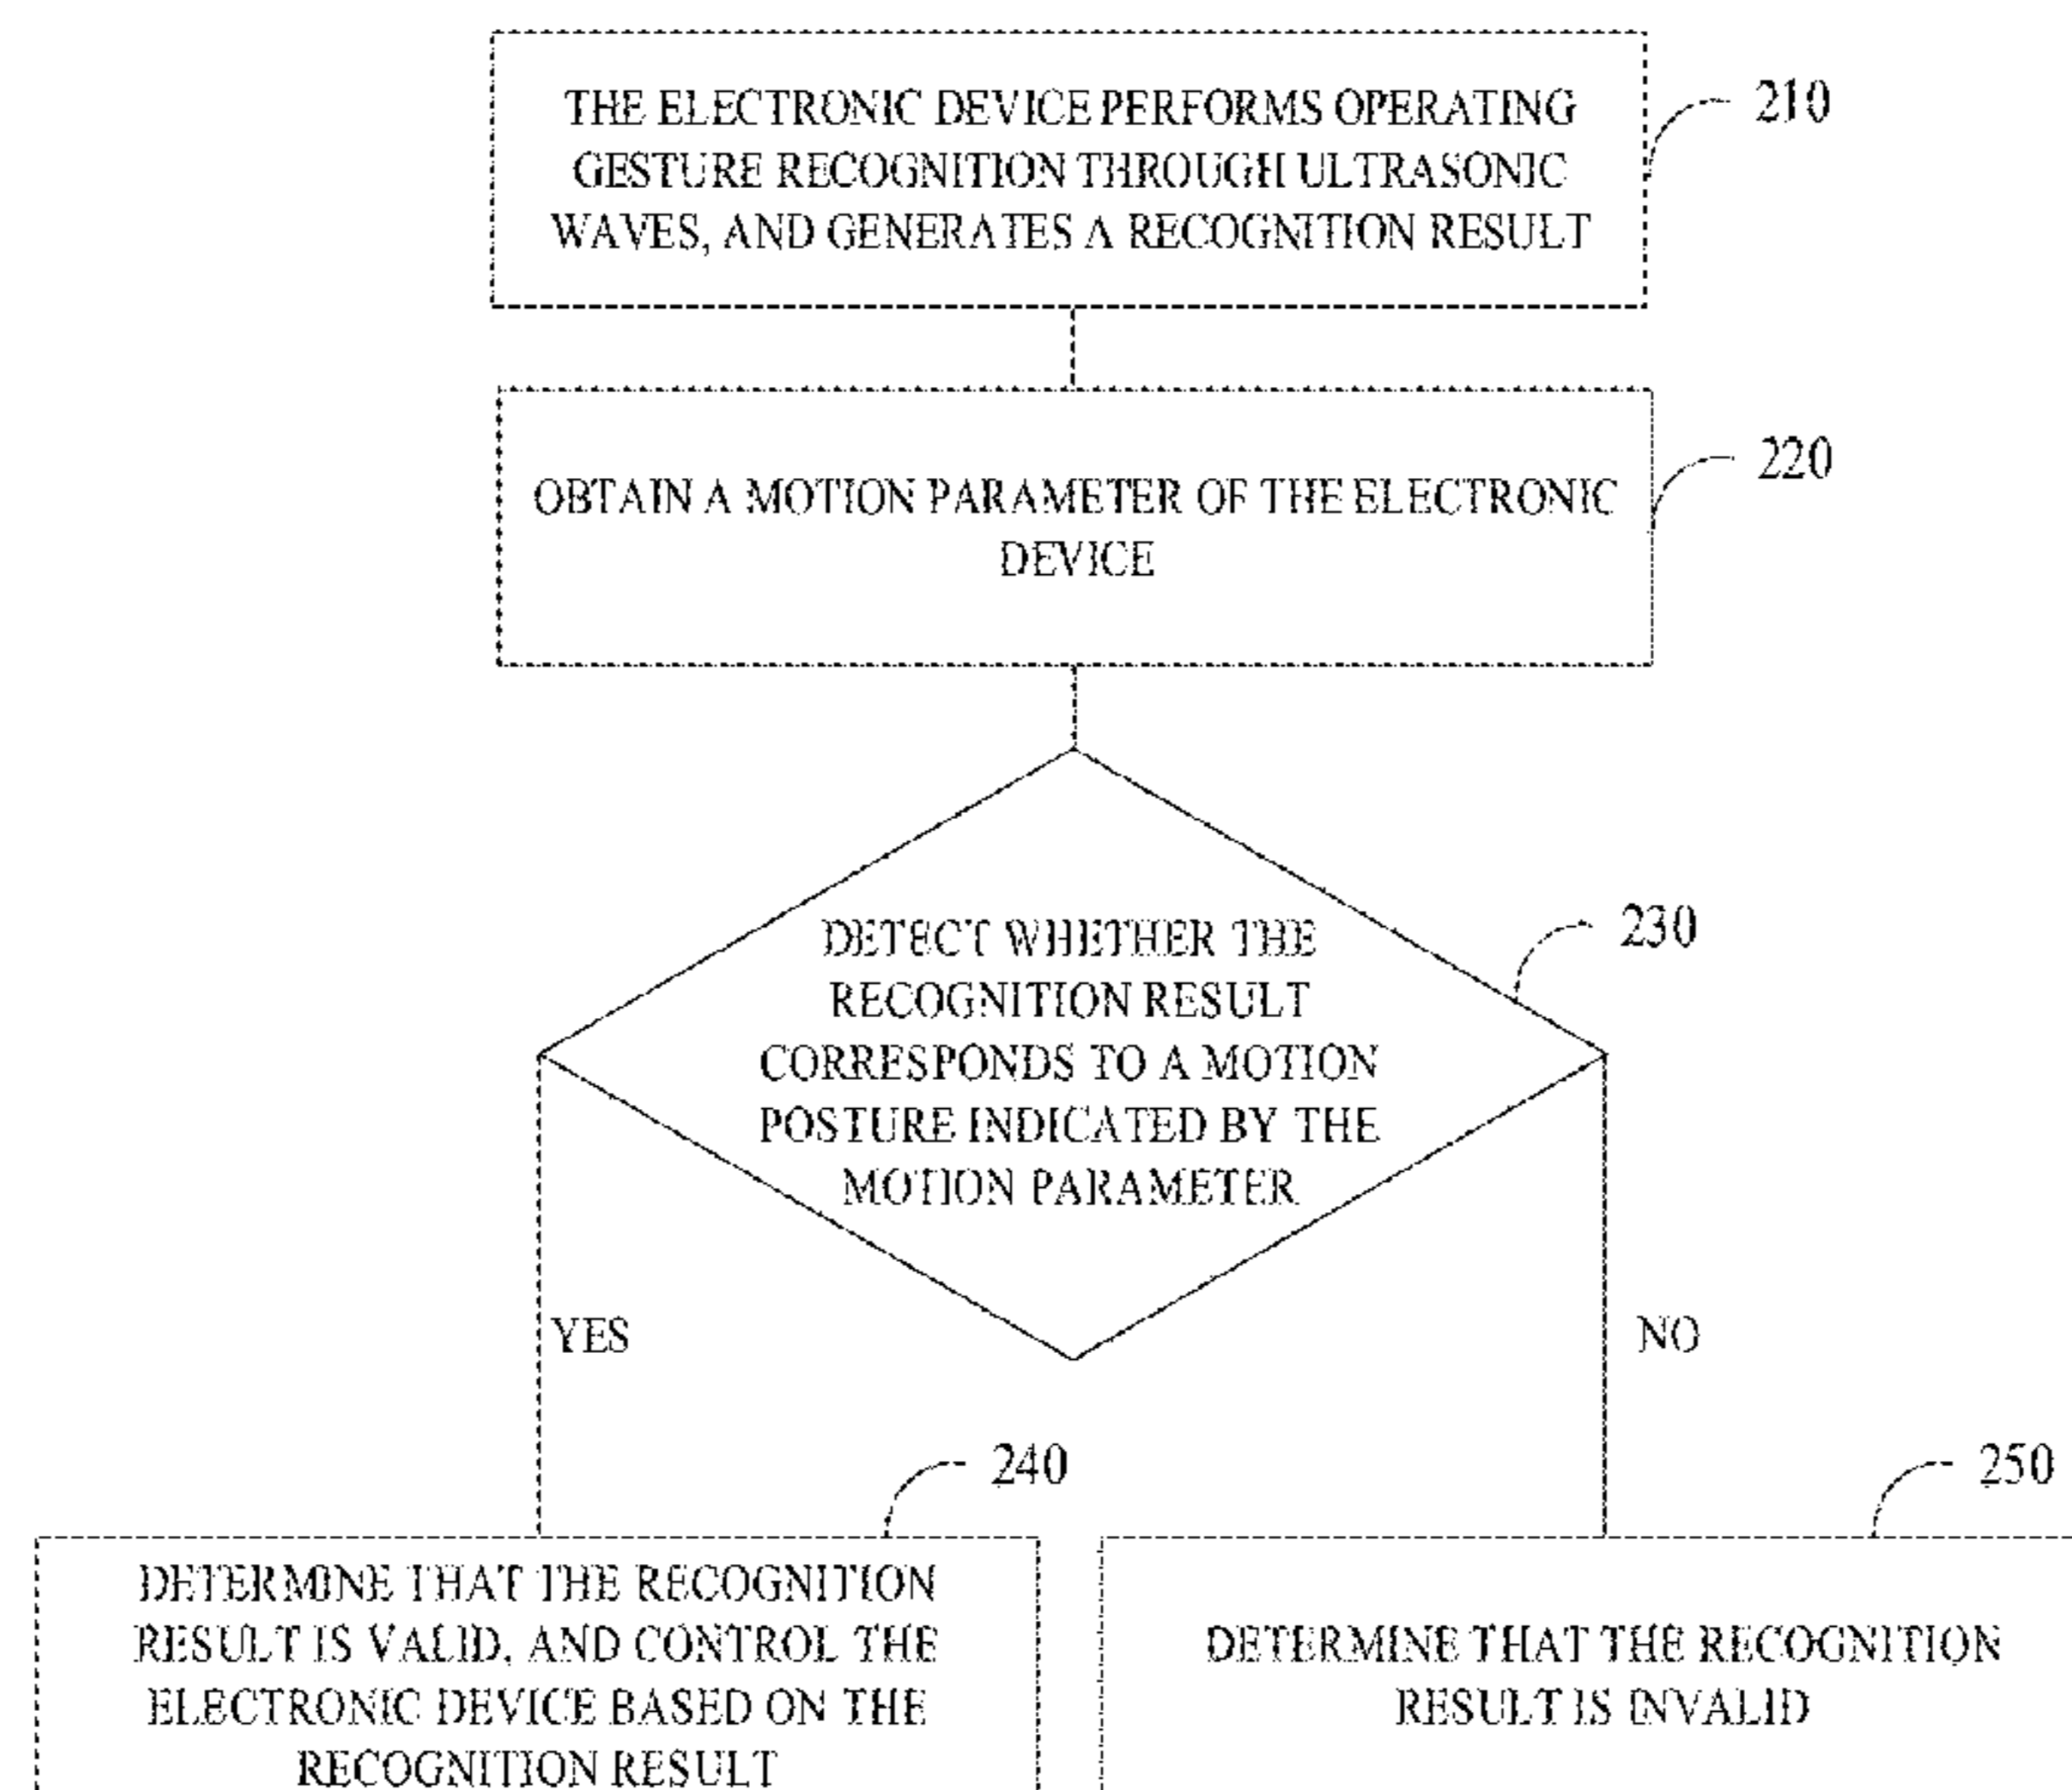 THE ELECTRONIC DEVICE PERFORMS OPERATING
GESTURE RECOGNITION THROUGH ULTRASONIC
WAVES, AND GENERATES A RECOGNITION RESULT
210
OBTAIN A MOTION PARAMETER OF THE ELECTRONIC
DEVICE
220
DETECT WHETHER THE
RECOGNITION RESULT
CORRESPONDS TO A MOTION
POSTURE INDICATED BY THE
MOTION PARAMETER
230
YES
NO
240
250
DETERMINE THAT THE RECOGNITION
RESULT IS VALID, AND CONTROL THE
ELECTRONIC DEVICE BASED ON THE
RECOGNITION RESULT
DETERMINE THAT THE RECOGNITION
RESULT IS INVALID